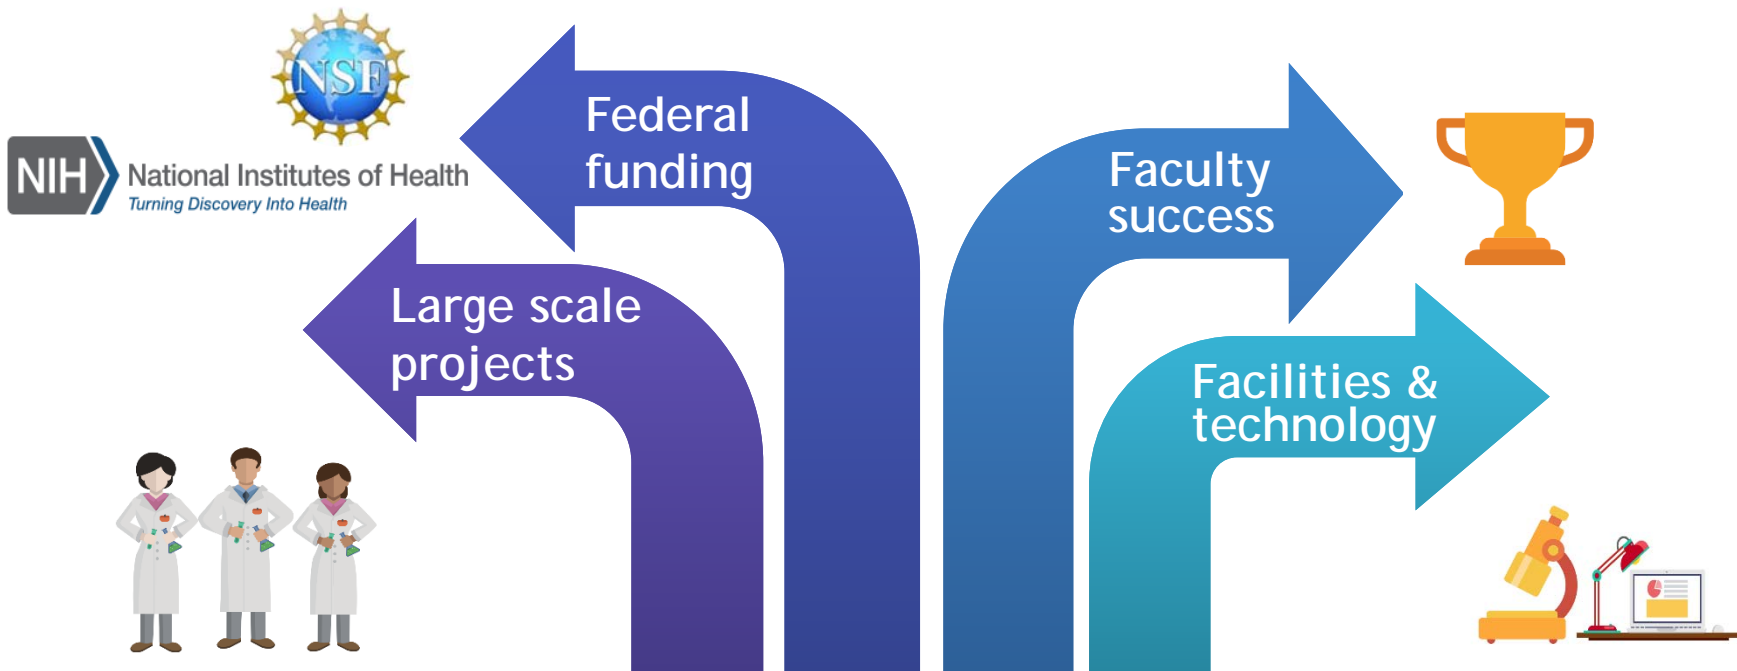 NSF
NIH
National Institutes of Health
Turning Discovery Into Health
Federal
funding
Large scale
projects
Faculty
success
Facilities &
technology